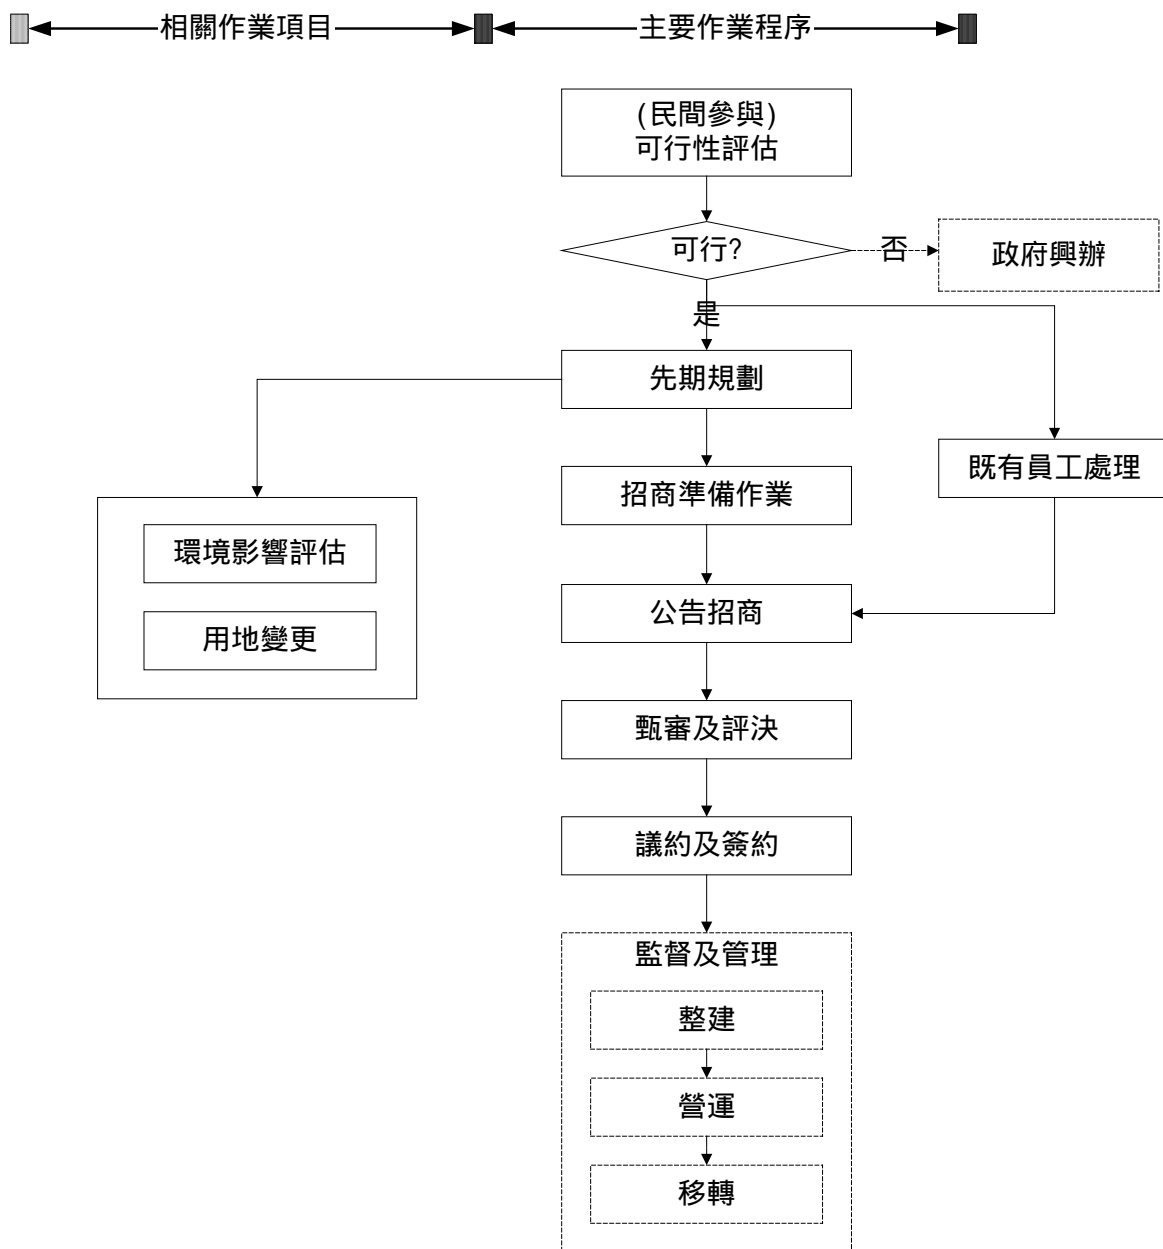 相關作業項目
主要作業程序
(民間參與)
可行性評估
可行?
否
政府興辦
是
先期規劃
招商準備作業
既有員工處理
環境影響評估
用地變更
公告招商
甄審及評決
議約及簽約
監督及管理
整建
營運
移轉